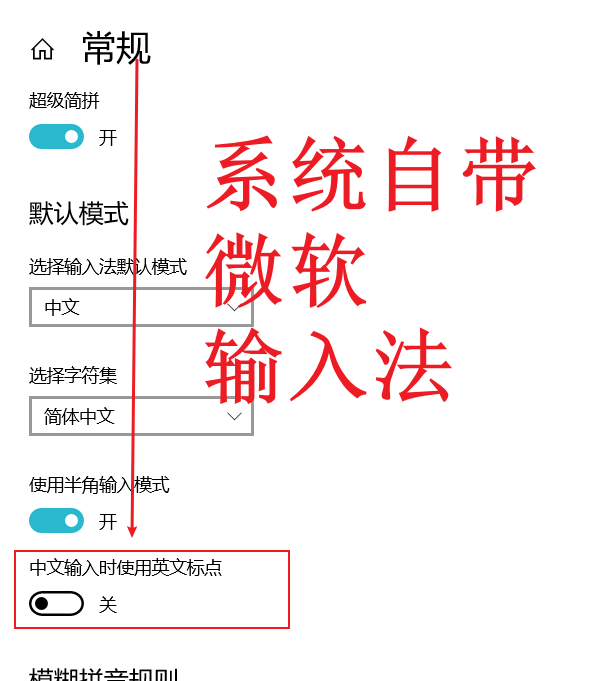 常规
超级简拼
开
默认模式
选择输入法默认模式
中文
选择字符集
简体中文
使用半角输入模式
开
中文输入时使用英文标点
关
模糊拼音规则
系统自带
微软
输入法